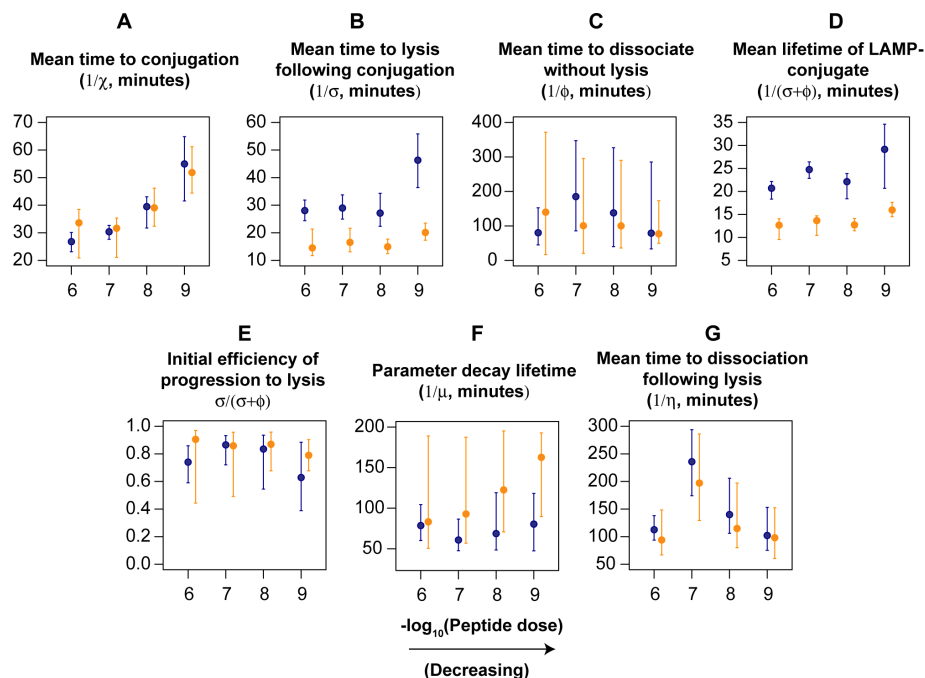 A
Mean time to conjugation
(1/χ, minutes)
70
60
50
40
30
20
6 7 8 9
B
Mean time to lysis
following conjugation
(1/σ, minutes)
60
50
40
30
20
10
6 7 8 9
C
Mean time to dissociate
without lysis
(1/ϕ, minutes)
400
300
200
100
0
6 7 8 9
D
Mean lifetime of LAMP-
conjugate
(1/(σ+ϕ), minutes)
35
30
25
20
15
10
5
6 7 8 9
E
Initial efficiency of
progression to lysis
σ/(σ+ϕ)
1.0
0.8
0.6
0.4
0.2
0.0
6 7 8 9
F
Parameter decay lifetime
(1/μ, minutes)
200
150
100
50
6 7 8 9
G
Mean time to dissociation
following lysis
(1/η, minutes)
300
250
200
150
100
50
6 7 8 9
-log₁₀(Peptide dose)
(Decreasing)